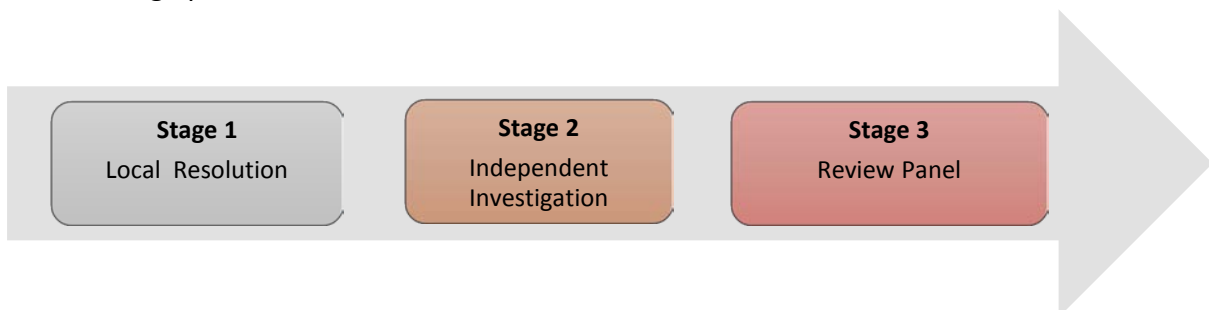 Stage 1
Local Resolution
Stage 2
Independent
Investigation
Stage 3
Review Panel